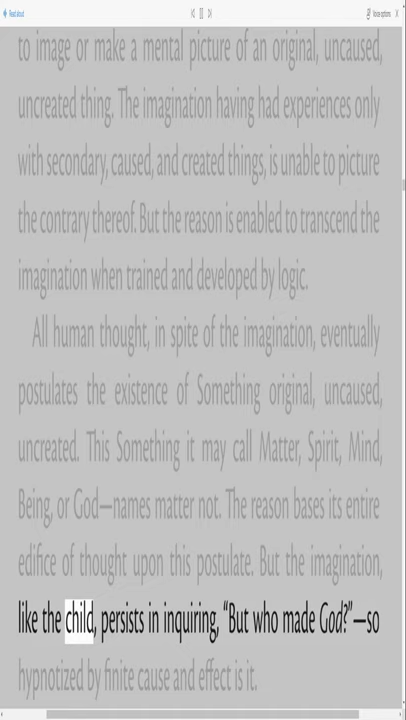 Read aloud
Voice options
to image or make a mental picture of an original, uncaused,
uncreated thing. The imagination having had experiences only
with secondary, caused, and created things, is unable to picture
the contrary thereof. But the reason is enabled to transcend the
imagination when trained and developed by logic.
All human thought, in spite of the imagination, eventually
postulates the existence of Something original, uncaused,
uncreated. This Something it may call Matter, Spirit, Mind,
Being, or God—names matter not. The reason bases its entire
edifice of thought upon this postulate. But the imagination,
like the child, persists in inquiring, “But who made God?”—so
hypnotized by finite cause and effect is it.